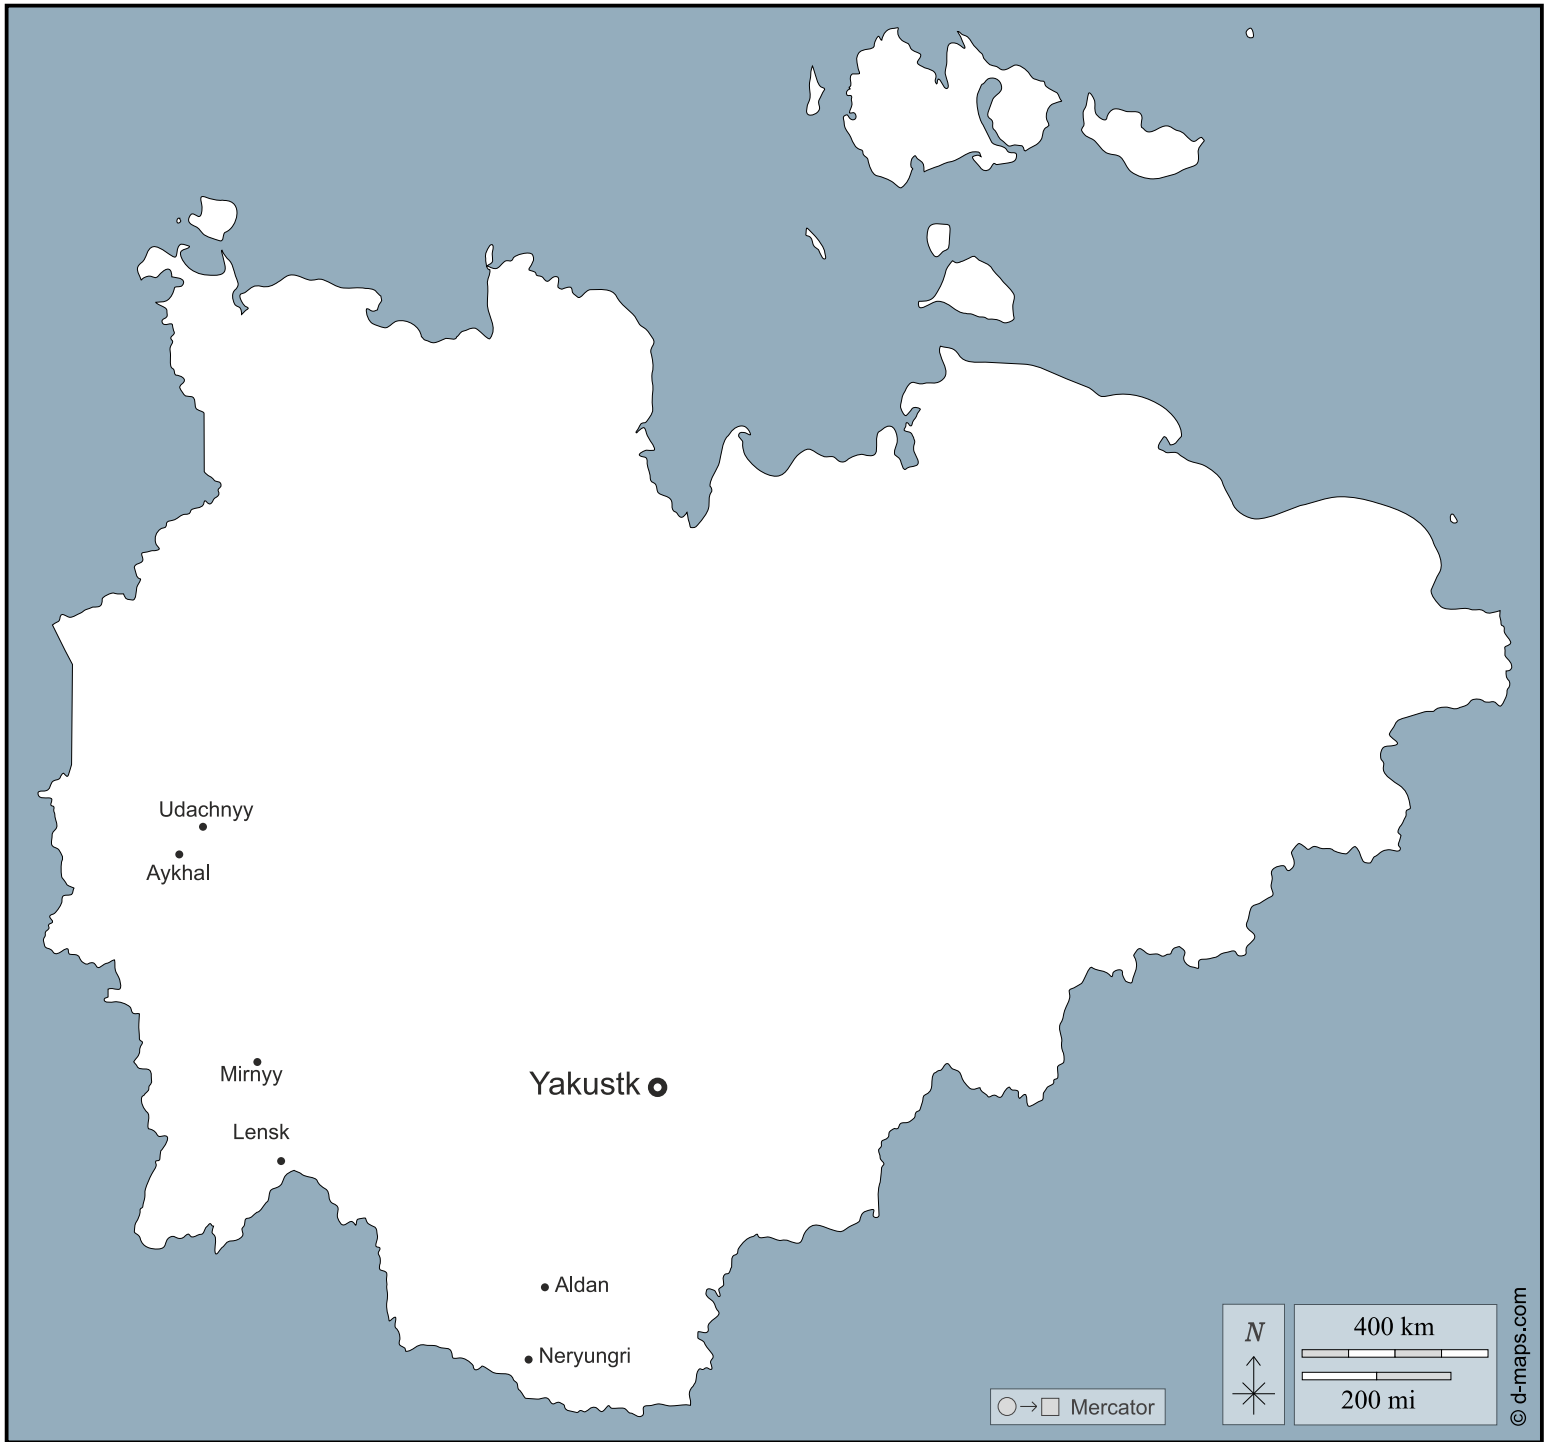 Udachnyy
Aykhal
Mirnyy
Yakustk
Lensk
Aldan
Neryungri
N
400 km
200 mi
Mercator
© d-maps.com